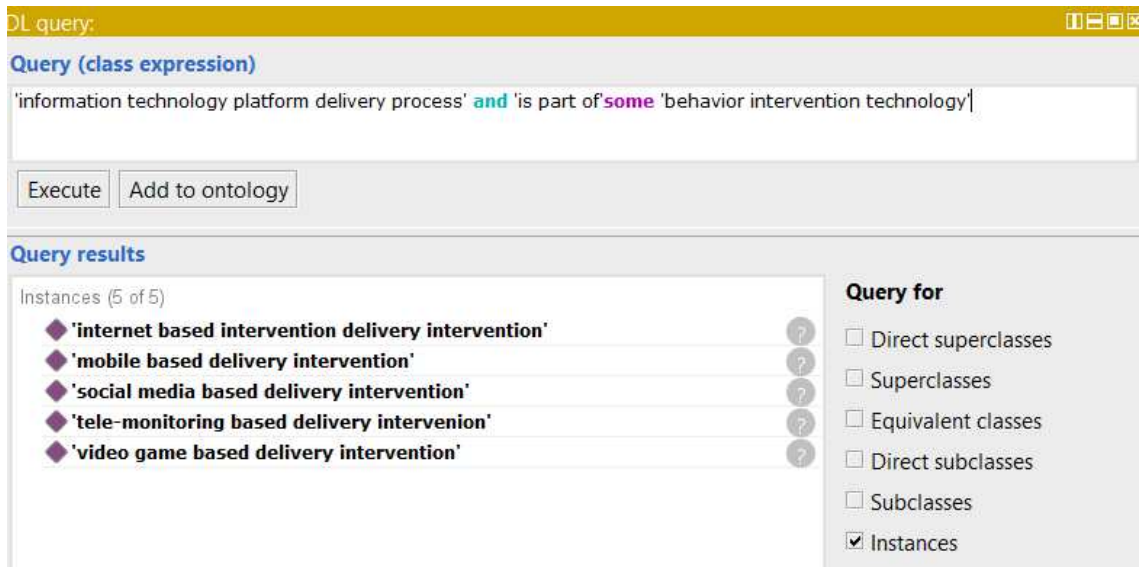 DL query:
Query (class expression)
'information technology platform delivery process' and 'is part of'some 'behavior intervention technology'
Execute
Add to ontology
Query results
Instances (5 of 5)
'internet based intervention delivery intervention'
'mobile based delivery intervention'
'social media based delivery intervention'
'tele-monitoring based delivery intervenion'
'video game based delivery intervention'
?
?
?
?
?
Query for
Direct superclasses
Superclasses
Equivalent classes
Direct subclasses
Subclasses
Instances